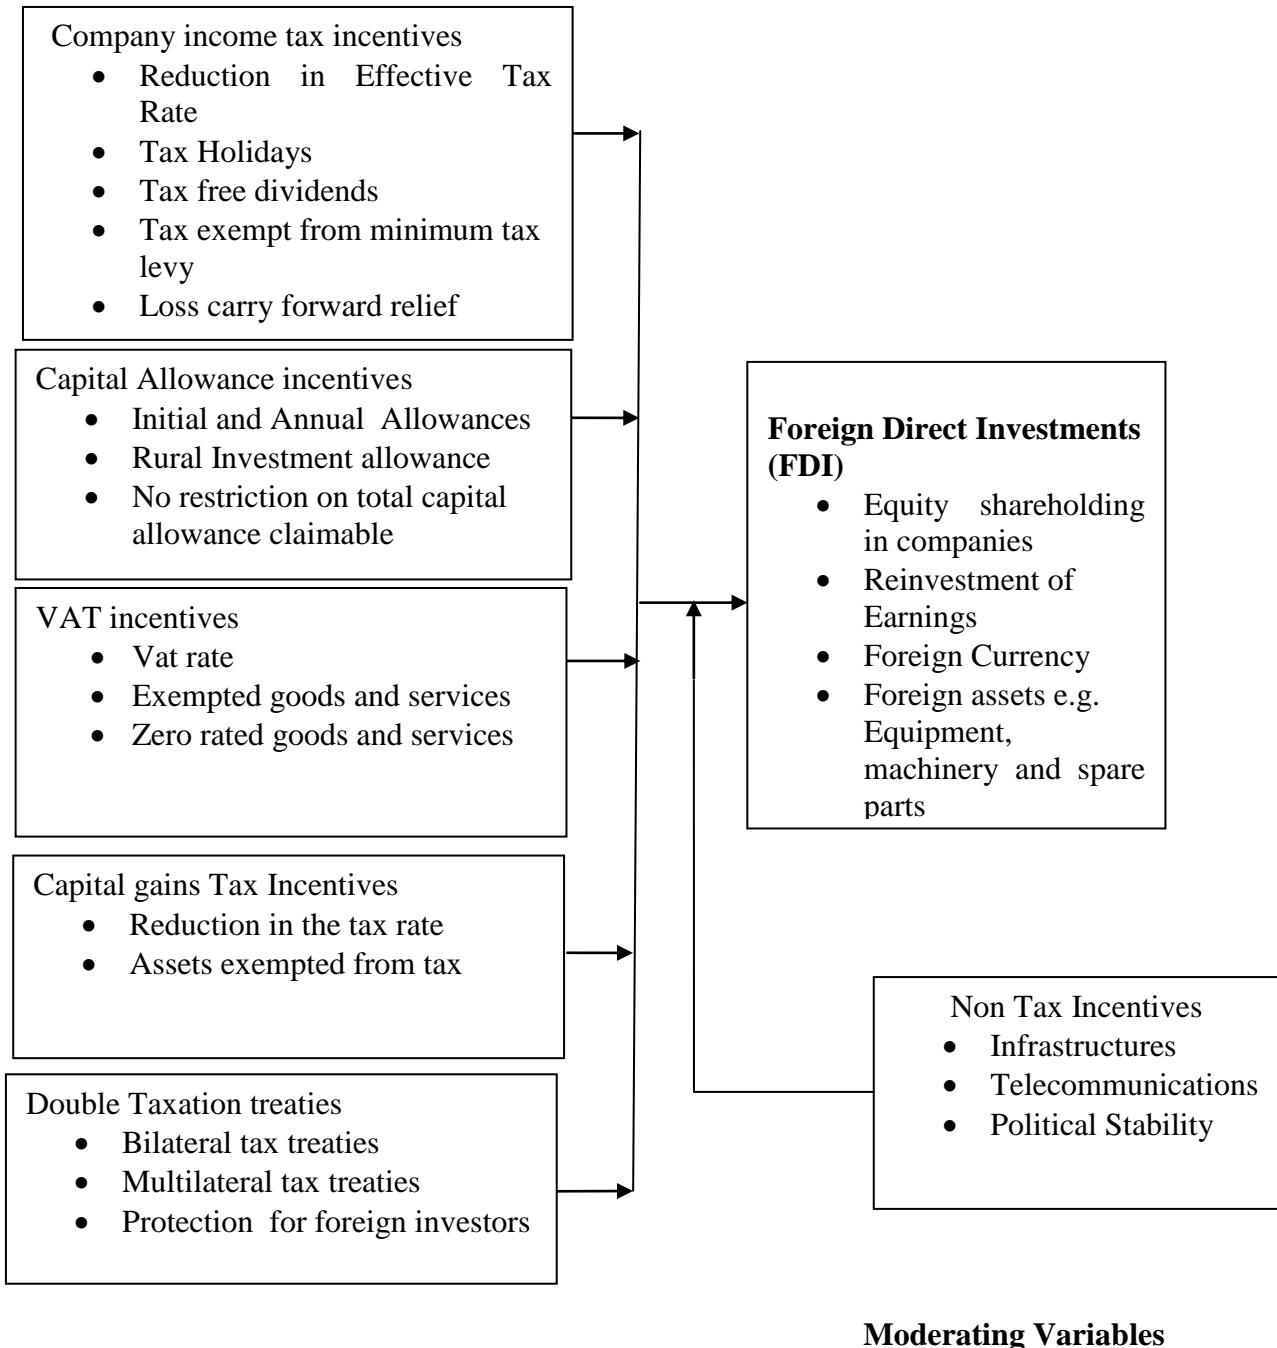 Company income tax incentives
• Reduction in Effective Tax
Rate
• Tax Holidays
• Tax free dividends
• Tax exempt from minimum tax
levy
• Loss carry forward relief
Capital Allowance incentives
• Initial and Annual Allowances
• Rural Investment allowance
• No restriction on total capital
allowance claimable
VAT incentives
• Vat rate
• Exempted goods and services
• Zero rated goods and services
Capital gains Tax Incentives
• Reduction in the tax rate
• Assets exempted from tax
Double Taxation treaties
• Bilateral tax treaties
• Multilateral tax treaties
• Protection for foreign investors
Foreign Direct Investments
(FDI)
• Equity shareholding
in companies
• Reinvestment of
Earnings
• Foreign Currency
• Foreign assets e.g.
Equipment,
machinery and spare
parts
Non Tax Incentives
• Infrastructures
• Telecommunications
• Political Stability
Moderating Variables